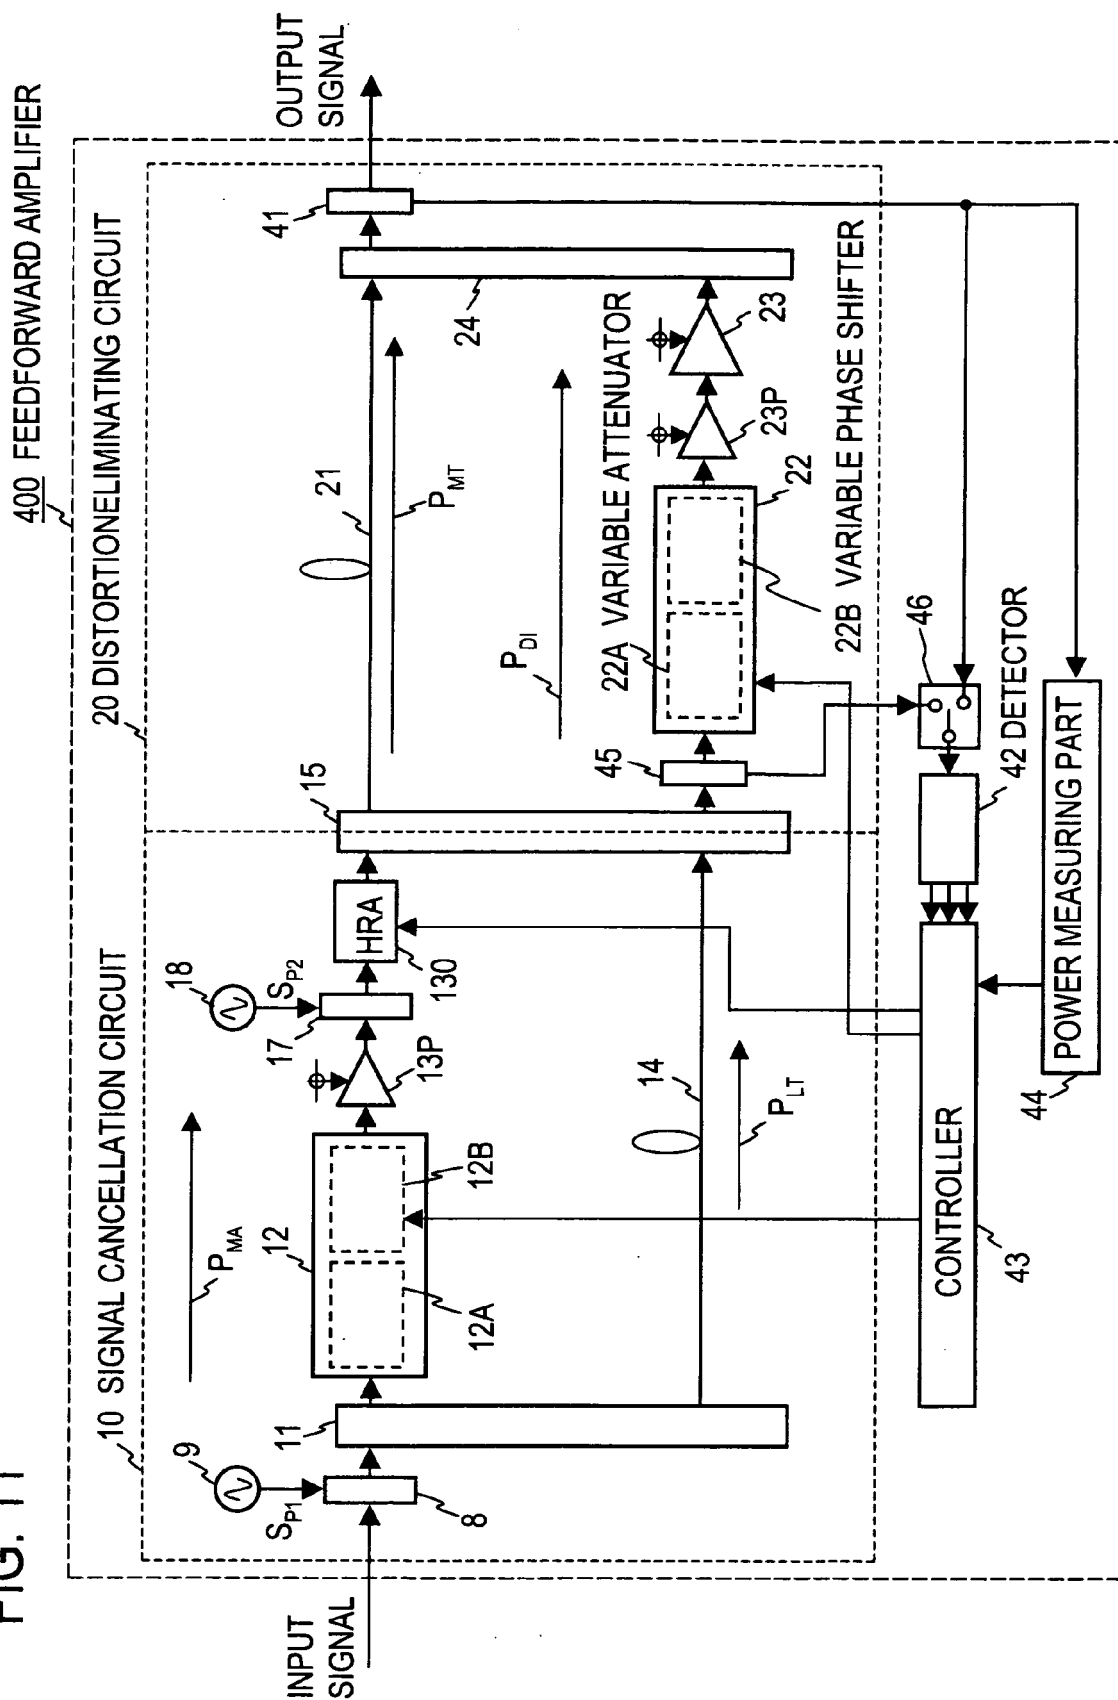 FIG. 11
400 FEEDFORWARD AMPLIFIER
20 DISTORTIONELIMINATING CIRCUIT
10 SIGNAL CANCELLATION CIRCUIT
INPUT SIGNAL
OUTPUT SIGNAL
9
SP1
8
11
PMA
12
12A
12B
13P
18
SP2
17
HRA
130
15
14
PLT
21
PMT
PDI
45
22A VARIABLE ATTENUATOR
22B VARIABLE PHASE SHIFTER
22
23P
23
24
41
46
42 DETECTOR
CONTROLLER
43
POWER MEASURING PART
44